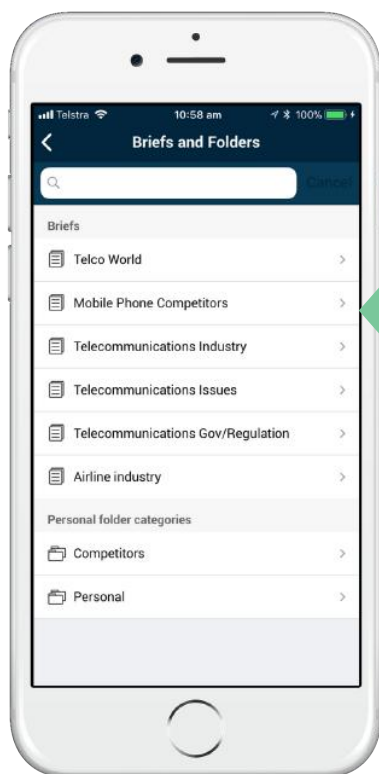 Telstra 10:58 am 100%
Briefs and Folders
Cancel
Briefs
Telco World
Mobile Phone Competitors
Telecommunications Industry
Telecommunications Issues
Telecommunications Gov/Regulation
Airline industry
Personal folder categories
Competitors
Personal